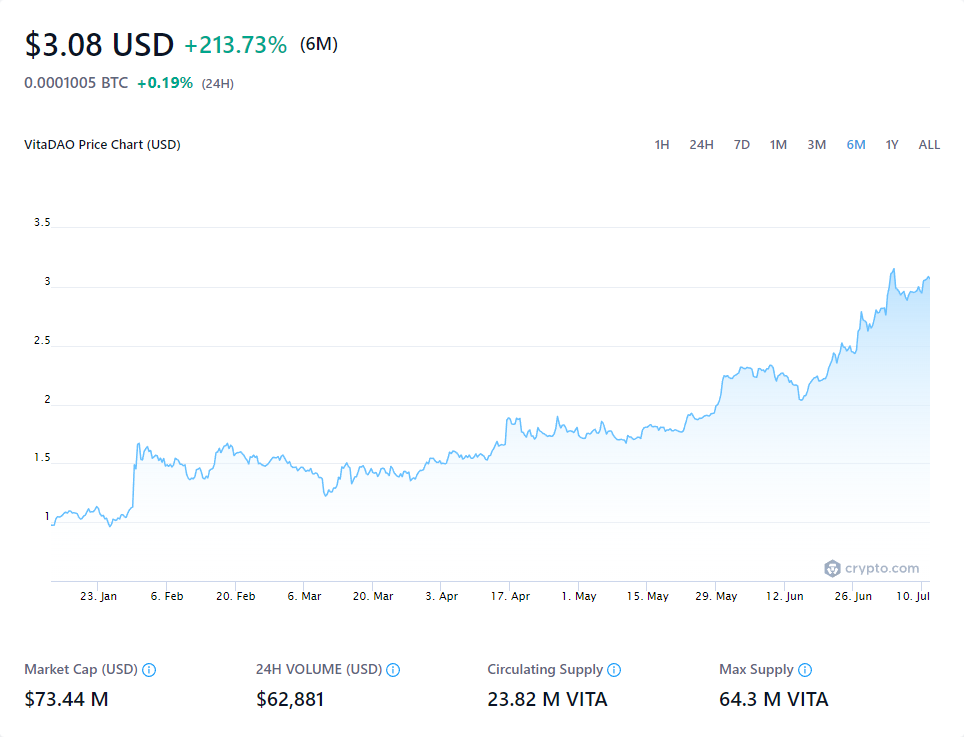 $3.08 USD +213.73% (6M)
0.0001005 BTC +0.19% (24H)
VitaDAO Price Chart (USD) 1H 24H 7D 1M 3M 6M 1Y ALL
3.5
3
2.5
2
1.5
1
crypto.com
23. Jan 6. Feb 20. Feb 6. Mar 20. Mar 3. Apr 17. Apr 1. May 15. May 29. May 12. Jun 26. Jun 10. Jul
Market Cap (USD) 24H VOLUME (USD) Circulating Supply Max Supply
$73.44 M $62,881 23.82 M VITA 64.3 M VITA